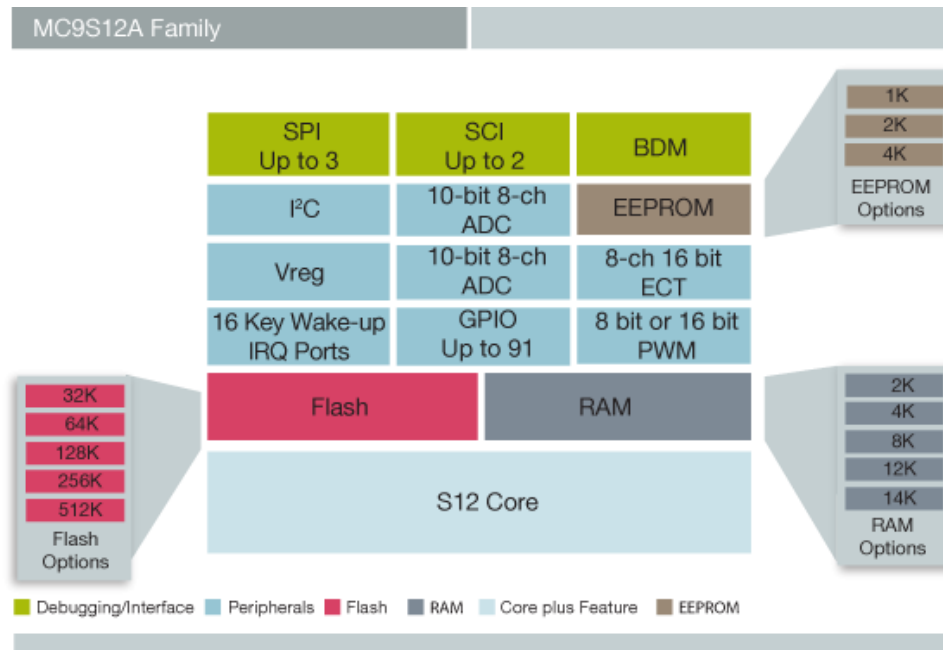 MC9S12A Family
SPI
Up to 3
SCI
Up to 2
BDM
I²C
10-bit 8-ch
ADC
EEPROM
Vreg
10-bit 8-ch
ADC
8-ch 16 bit
ECT
16 Key Wake-up
IRQ Ports
GPIO
Up to 91
8 bit or 16 bit
PWM
Flash
RAM
S12 Core
1K
2K
4K
EEPROM
Options
32K
64K
128K
256K
512K
Flash
Options
2K
4K
8K
12K
14K
RAM
Options
Debugging/Interface Peripherals Flash RAM Core plus Feature EEPROM